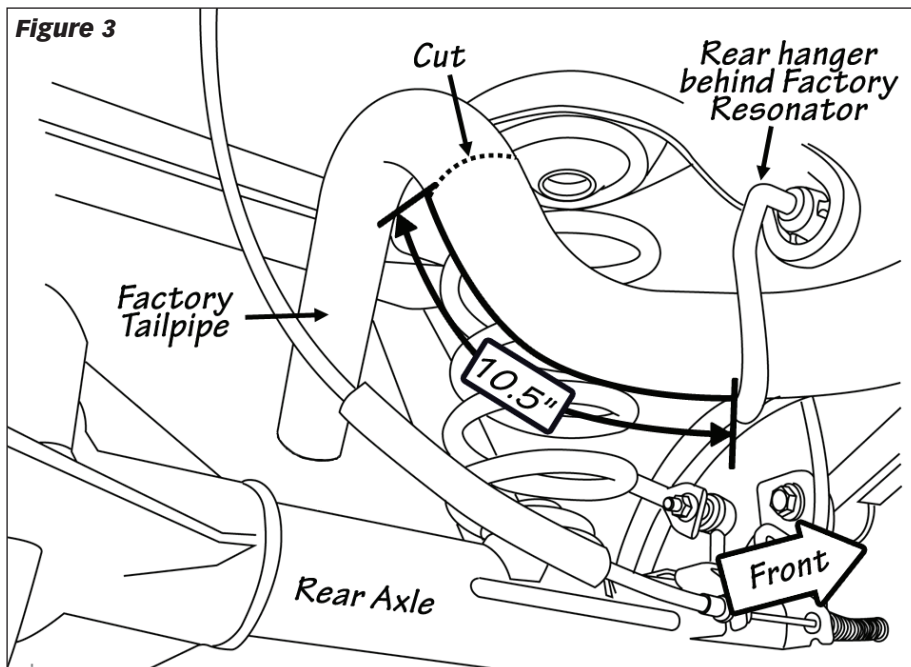 Figure 3
Cut
Rear hanger
behind Factory
Resonator
Factory
Tailpipe
10.5"
Rear Axle
Front